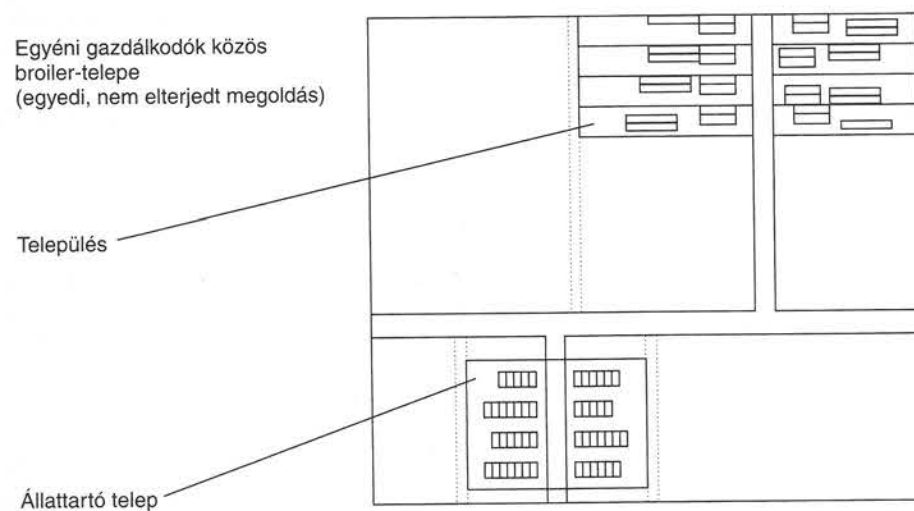 Egyéni gazdálkodók közös
broiler-telepe
(egyedi, nem elterjedt megoldás)
Település
Állattartó telep